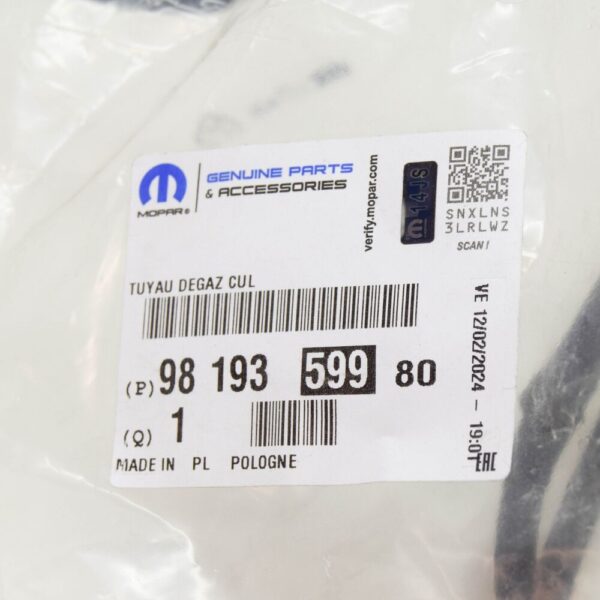 MOPAR®
GENUINE PARTS
& ACCESSORIES
verify.mopar.com
14JS
SNXLNS
3LRLWZ
SCAN!
TUYAU DEGAZ CUL
(P) 98 193 599 80
(Q) 1
MADE IN PL POLOGNE
VE 12/02/2024 - 19:01
EAC